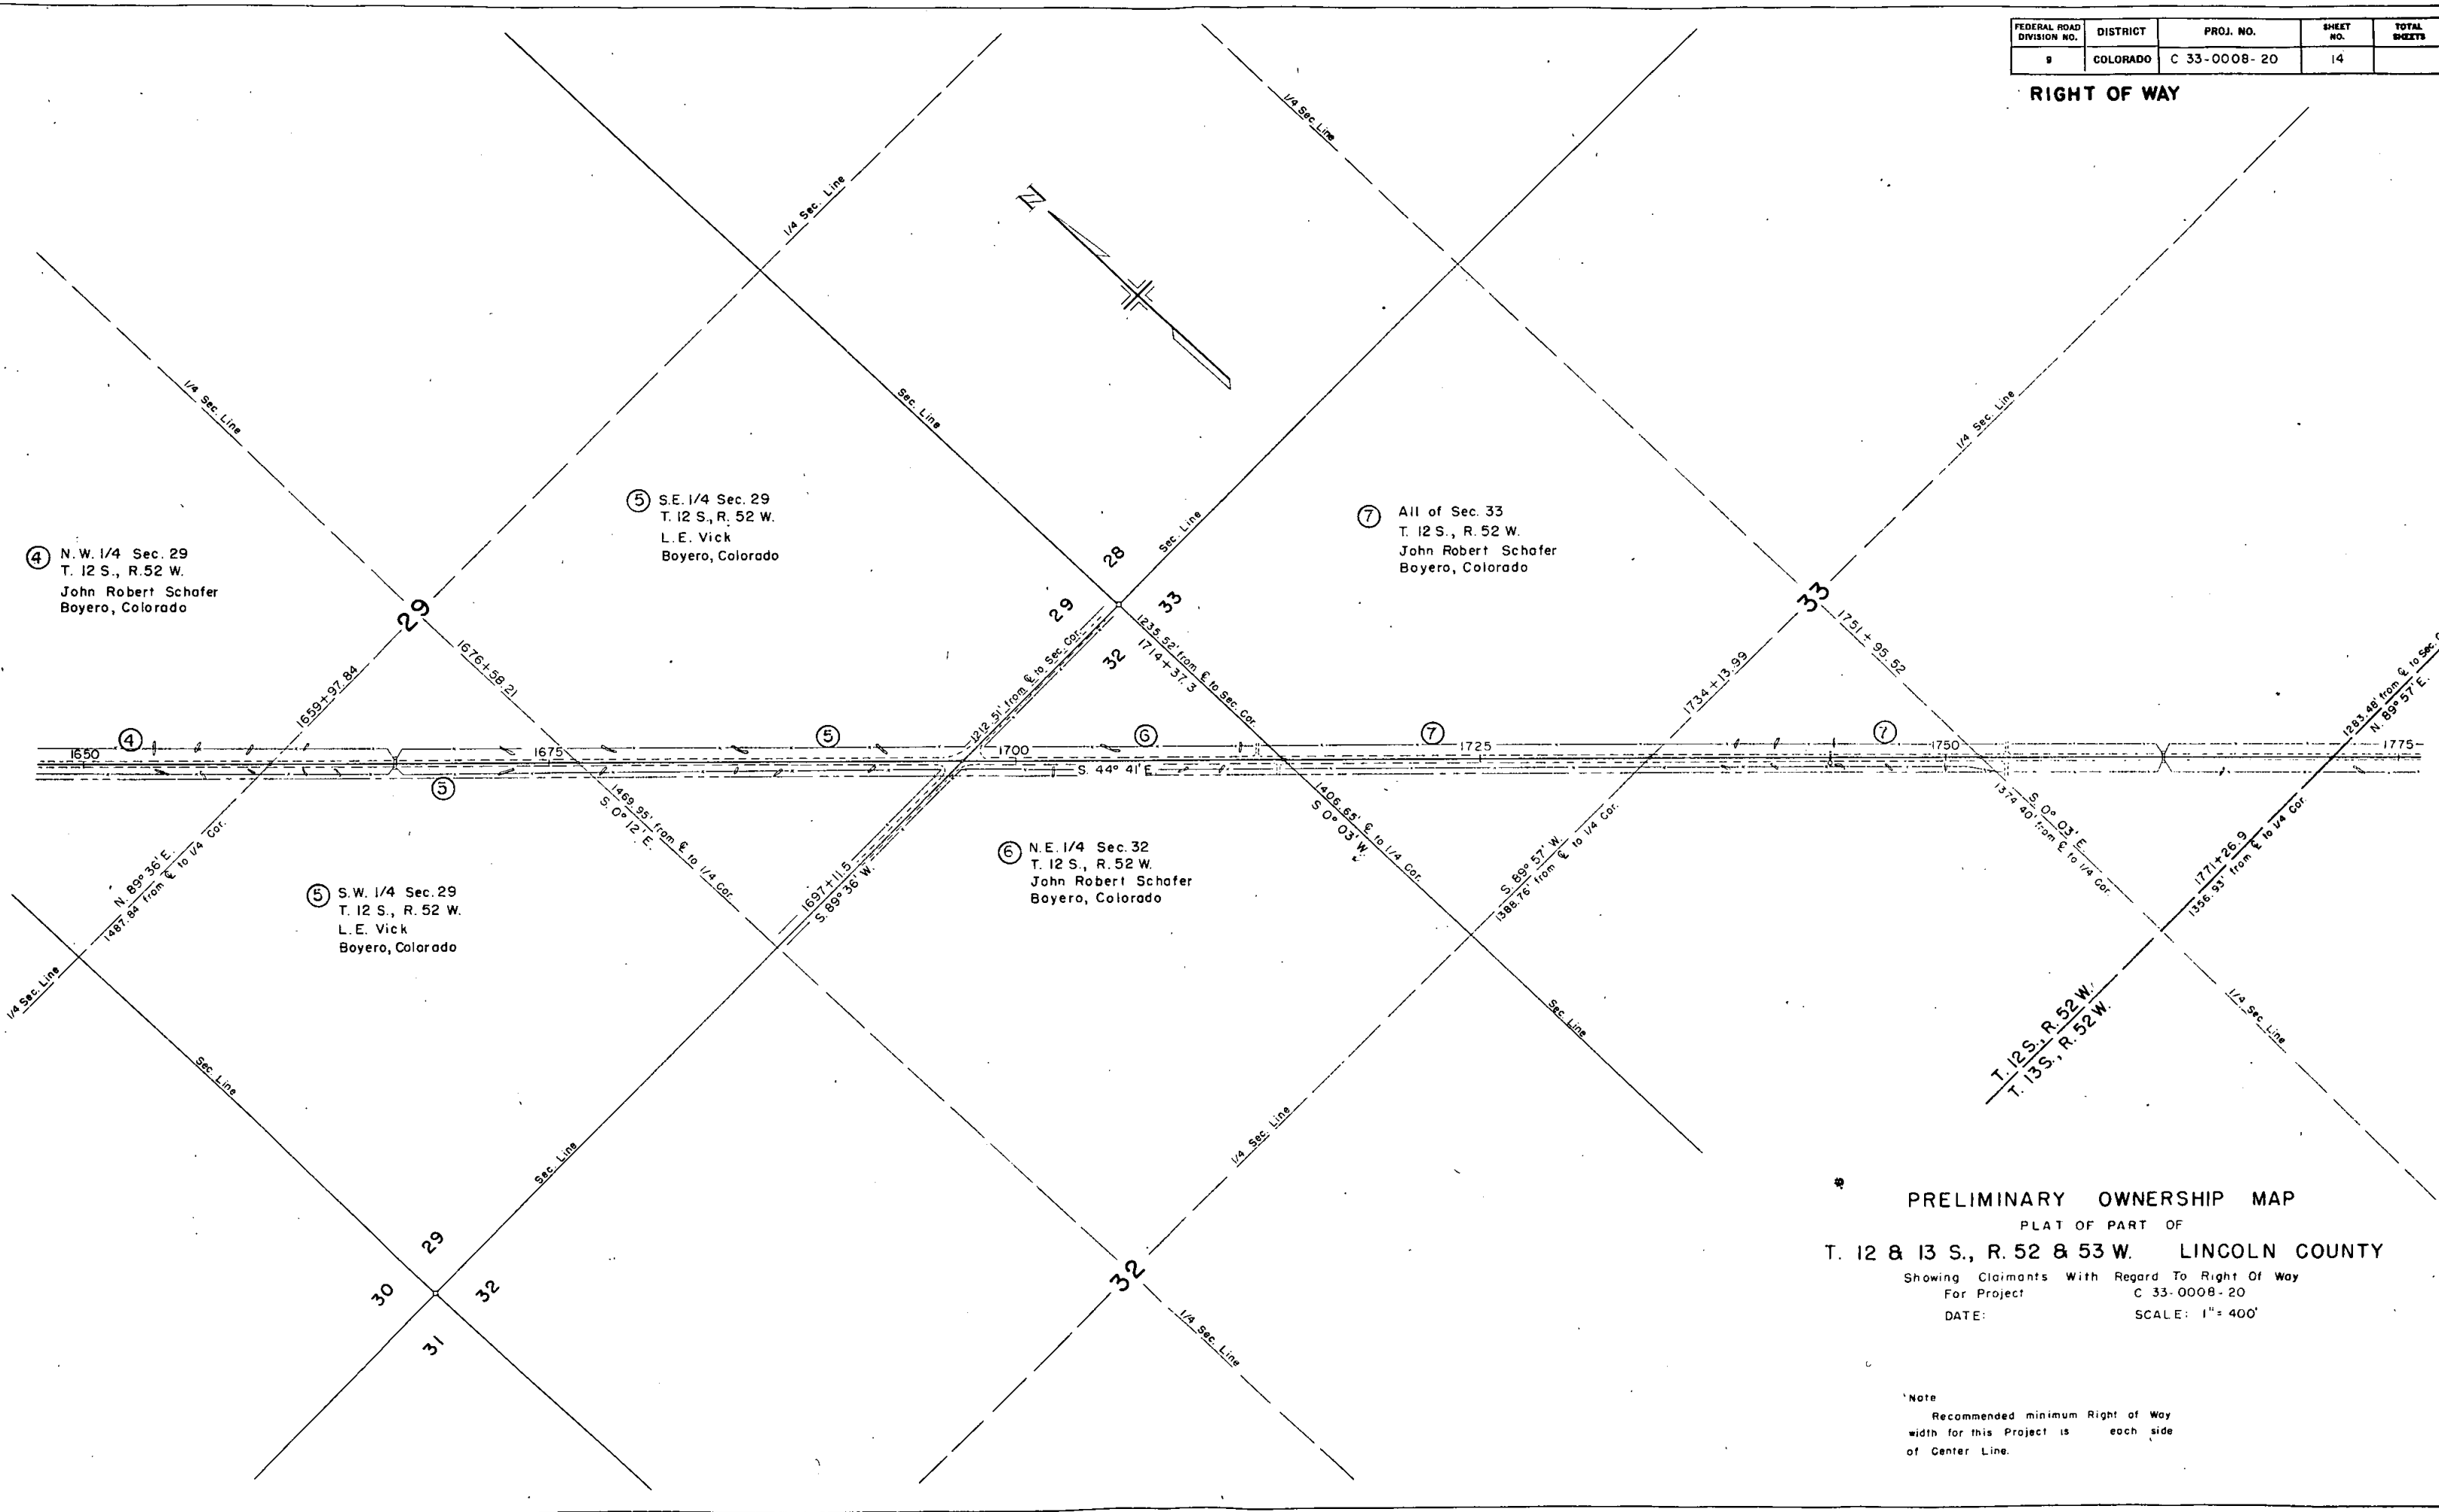 FEDERAL ROAD DIVISION NO. DISTRICT PROJ. NO. SHEET NO. TOTAL SHEETS
9 COLORADO C 33-0008-20 14
RIGHT OF WAY
1/4 Sec. Line
1/4 Sec. Line
N
1/4 Sec. Line
Sec. Line
1/4 Sec. Line
④ N.W. 1/4 Sec. 29
T. 12 S., R. 52 W.
John Robert Schafer
Boyero, Colorado
⑤ S.E. 1/4 Sec. 29
T. 12 S., R. 52 W.
L.E. Vick
Boyero, Colorado
⑦ All of Sec. 33
T. 12 S., R. 52 W.
John Robert Schafer
Boyero, Colorado
Sec. Line
28
29
33
32
29
33
1659+97.84
1676+58.21
1212.51' from ℄ to Sec. Cor.
1235.52' from ℄ to Sec. Cor.
1714+37.3
1734+13.99
1751+95.52
1283.48' from ℄ to Sec.
N. 89° 57' E.
1650 ④ 1675 ⑤ 1700 ⑥ ⑦ 1725 ⑦ 1750 1775
S. 44° 41' E.
⑤
N. 89° 36' E.
1487.84 from ℄ to 1/4 Cor.
1469.95' from ℄ to 1/4 Cor.
S. 0° 12' E.
1697+11.5
S. 89° 36' W.
1406.65' ℄ to 1/4 Cor.
S. 0° 03' W.
S. 89° 57' W.
1388.76' from ℄ to 1/4 Cor.
S. 0° 03' E.
1374.40' from ℄ to 1/4 Cor.
1771+26.9
1356.93' from ℄ to 1/4 Cor.
⑤ S.W. 1/4 Sec. 29
T. 12 S., R. 52 W.
L.E. Vick
Boyero, Colorado
⑥ N.E. 1/4 Sec. 32
T. 12 S., R. 52 W.
John Robert Schafer
Boyero, Colorado
1/4 Sec. Line
Sec. Line
Sec. Line
1/4 Sec. Line
Sec. Line
1/4 Sec. Line
T. 12 S., R. 52 W.
T. 13 S., R. 52 W.
29
30
32
31
32
1/4 Sec. Line
PRELIMINARY OWNERSHIP MAP
PLAT OF PART OF
T. 12 & 13 S., R. 52 & 53 W. LINCOLN COUNTY
Showing Claimants With Regard To Right Of Way
For Project C 33-0008-20
DATE: SCALE: 1" = 400'
Note
Recommended minimum Right of Way
width for this Project is each side
of Center Line.